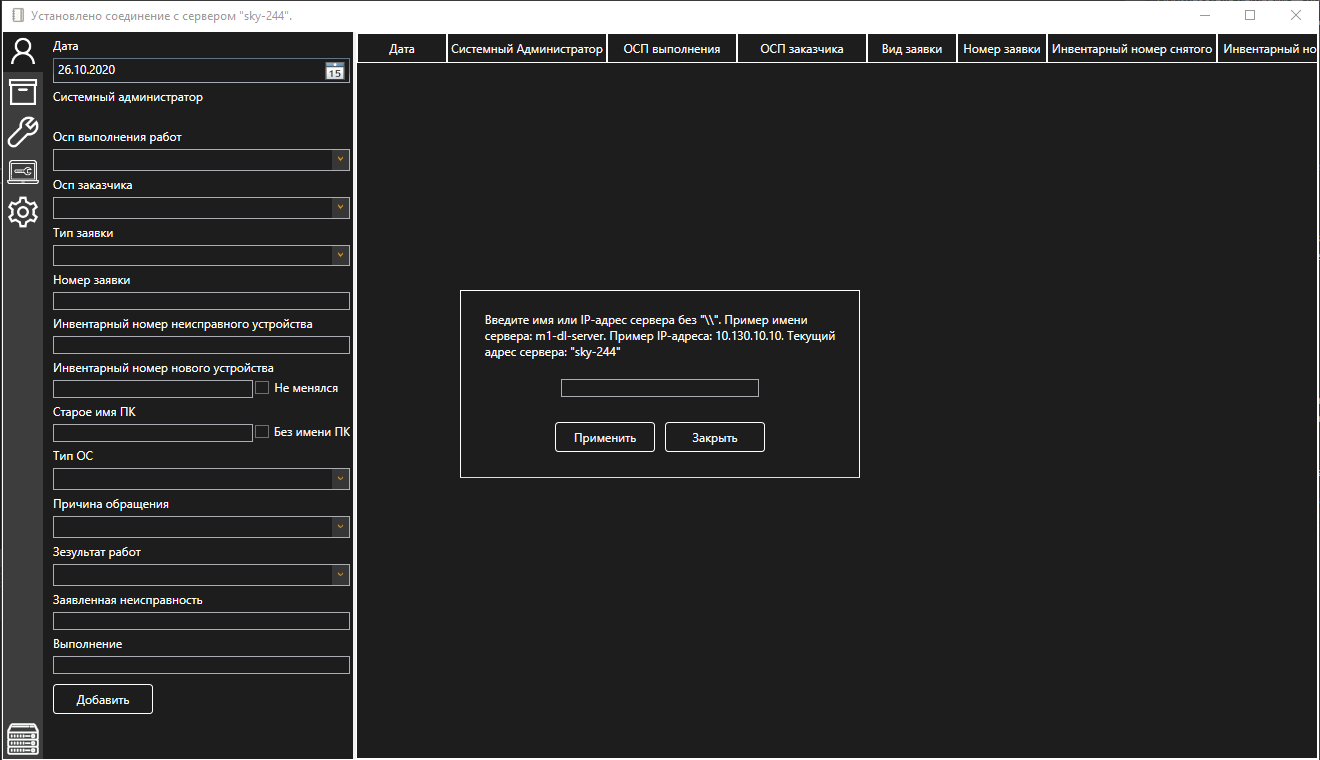 Установлено соединение с сервером "sky-244".
Дата
26.10.2020
15
Системный администратор
Осп выполнения работ
Осп заказчика
Тип заявки
Номер заявки
Инвентарный номер неисправного устройства
Инвентарный номер нового устройства
Не менялся
Старое имя ПК
Без имени ПК
Тип ОС
Причина обращения
Зезультат работ
Заявленная неисправность
Выполнение
Добавить
Дата Системный Администратор ОСП выполнения ОСП заказчика Вид заявки Номер заявки Инвентарный номер снятого Инвентарный но
Введите имя или IP-адрес сервера без "\\". Пример имени
сервера: m1-dl-server. Пример IP-адреса: 10.130.10.10. Текущий
адрес сервера: "sky-244"
Применить Закрыть